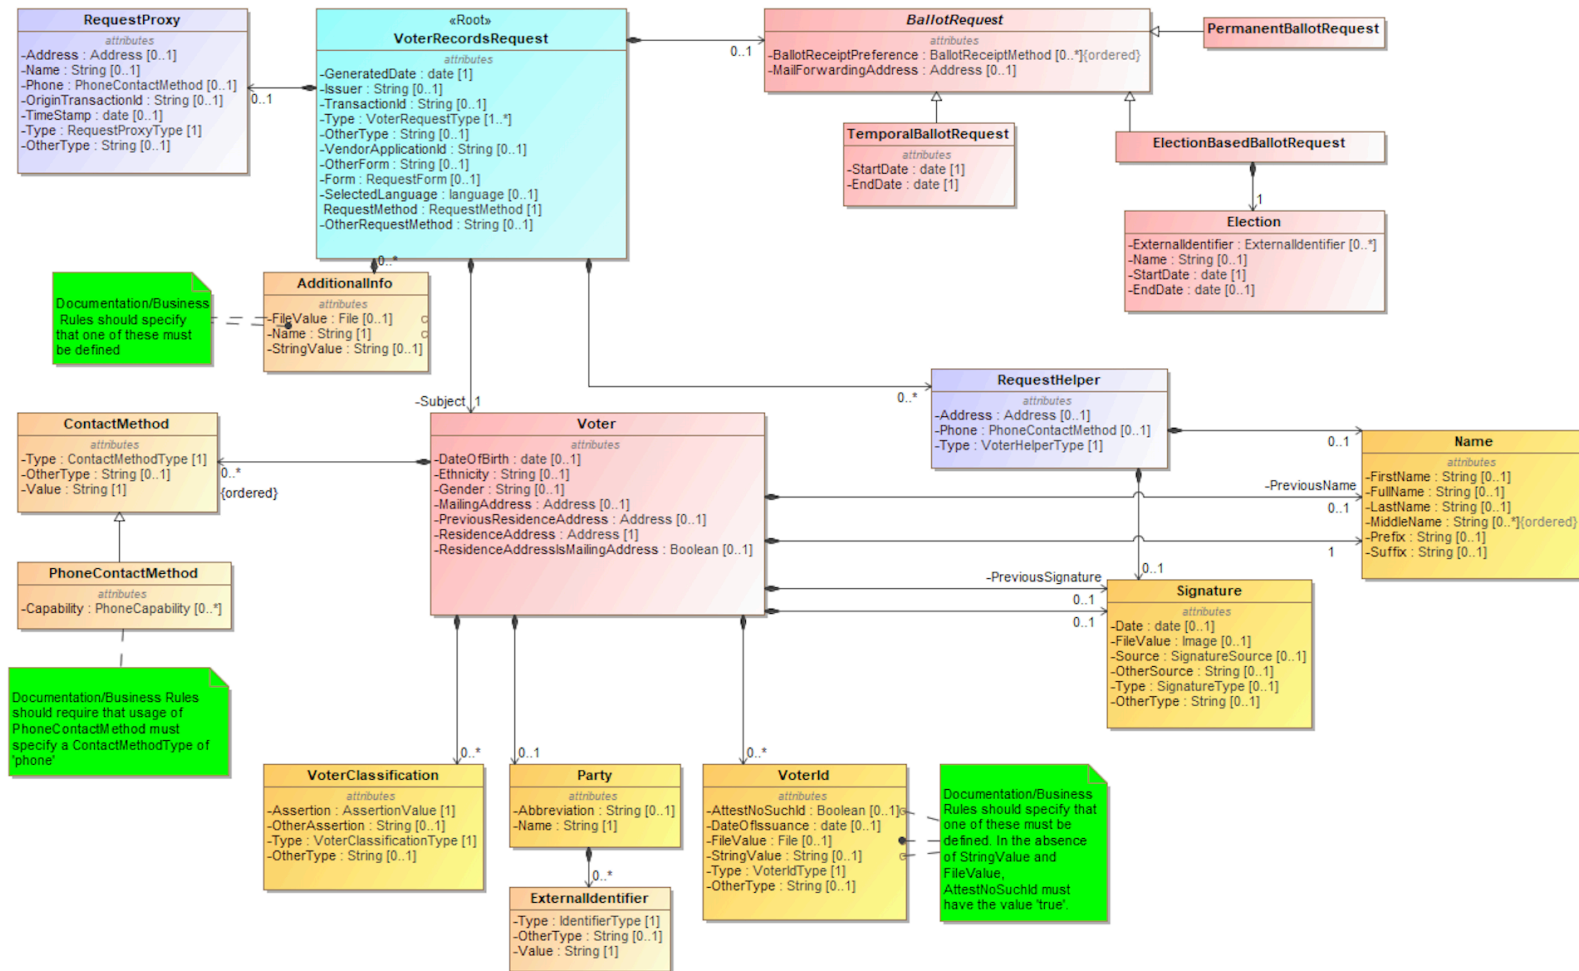 RequestProxy
attributes
-Address : Address [0..1]
-Name : String [0..1]
-Phone : PhoneContactMethod [0..1]
-OriginTransactionId : String [0..1]
-TimeStamp : date [0..1]
-Type : RequestProxyType [1]
-OtherType : String [0..1]
0..1
«Root»
VoterRecordsRequest
attributes
-GeneratedDate : date [1]
-Issuer : String [0..1]
-TransactionId : String [0..1]
-Type : VoterRequestType [1..*]
-OtherType : String [0..1]
-VendorApplicationId : String [0..1]
-OtherForm : String [0..1]
-Form : RequestForm [0..1]
-SelectedLanguage : language [0..1]
RequestMethod : RequestMethod [1]
-OtherRequestMethod : String [0..1]
0..1
BallotRequest
attributes
-BallotReceiptPreference : BallotReceiptMethod [0..*]{ordered}
-MailForwardingAddress : Address [0..1]
PermanentBallotRequest
TemporalBallotRequest
attributes
-StartDate : date [1]
-EndDate : date [1]
ElectionBasedBallotRequest
1
Election
attributes
-ExternalIdentifier : ExternalIdentifier [0..*]
-Name : String [0..1]
-StartDate : date [1]
-EndDate : date [0..1]
0..*
AdditionalInfo
attributes
-FileValue : File [0..1]
-Name : String [1]
-StringValue : String [0..1]
Documentation/Business
Rules should specify
that one of these must
be defined
-Subject
1
0..*
RequestHelper
attributes
-Address : Address [0..1]
-Phone : PhoneContactMethod [0..1]
-Type : VoterHelperType [1]
0..1
ContactMethod
attributes
-Type : ContactMethodType [1]
-OtherType : String [0..1]
-Value : String [1]
0..*
{ordered}
Voter
attributes
-DateOfBirth : date [0..1]
-Ethnicity : String [0..1]
-Gender : String [0..1]
-MailingAddress : Address [0..1]
-PreviousResidenceAddress : Address [0..1]
-ResidenceAddress : Address [1]
-ResidenceAddressIsMailingAddress : Boolean [0..1]
-PreviousName
0..1
1
Name
attributes
-FirstName : String [0..1]
-FullName : String [0..1]
-LastName : String [0..1]
-MiddleName : String [0..*]{ordered}
-Prefix : String [0..1]
-Suffix : String [0..1]
PhoneContactMethod
attributes
-Capability : PhoneCapability [0..*]
-PreviousSignature
0..1
0..1
0..1
Signature
attributes
-Date : date [0..1]
-FileValue : Image [0..1]
-Source : SignatureSource [0..1]
-OtherSource : String [0..1]
-Type : SignatureType [0..1]
-OtherType : String [0..1]
Documentation/Business Rules
should require that usage of
PhoneContactMethod must
specify a ContactMethodType of
'phone'
0..*
0..1
0..*
VoterClassification
attributes
-Assertion : AssertionValue [1]
-OtherAssertion : String [0..1]
-Type : VoterClassificationType [1]
-OtherType : String [0..1]
Party
attributes
-Abbreviation : String [0..1]
-Name : String [1]
0..*
ExternalIdentifier
-Type : IdentifierType [1]
-OtherType : String [0..1]
-Value : String [1]
VoterId
attributes
-AttestNoSuchId : Boolean [0..1]
-DateOfIssuance : date [0..1]
-FileValue : File [0..1]
-StringValue : String [0..1]
-Type : VoterIdType [1]
-OtherType : String [0..1]
Documentation/Business
Rules should specify that
one of these must be
defined. In the absence
of StringValue and
FileValue,
AttestNoSuchId must
have the value 'true'.